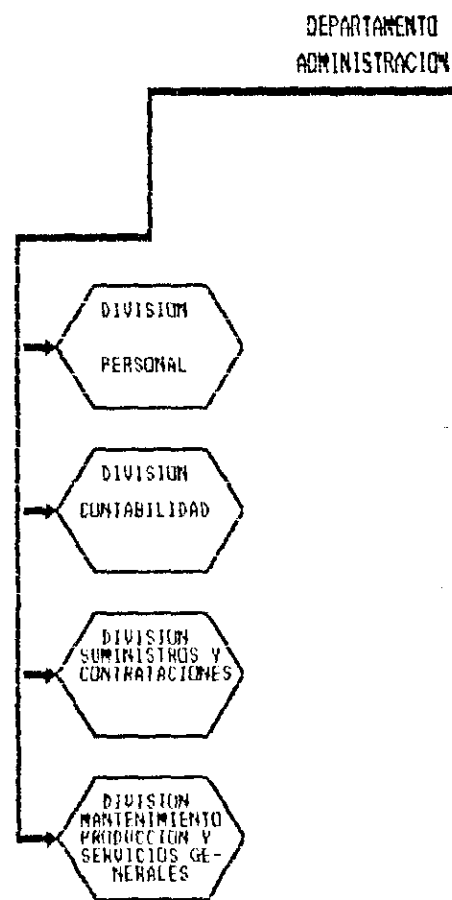 DEPARTAMENTO
ADMINISTRACION
DIVISION
PERSONAL
DIVISION
CONTABILIDAD
DIVISION
SUMINISTROS Y
CONTRATACIONES
DIVISION
MANTENIMIENTO
PRODUCCION Y
SERVICIOS GE-
NERALES